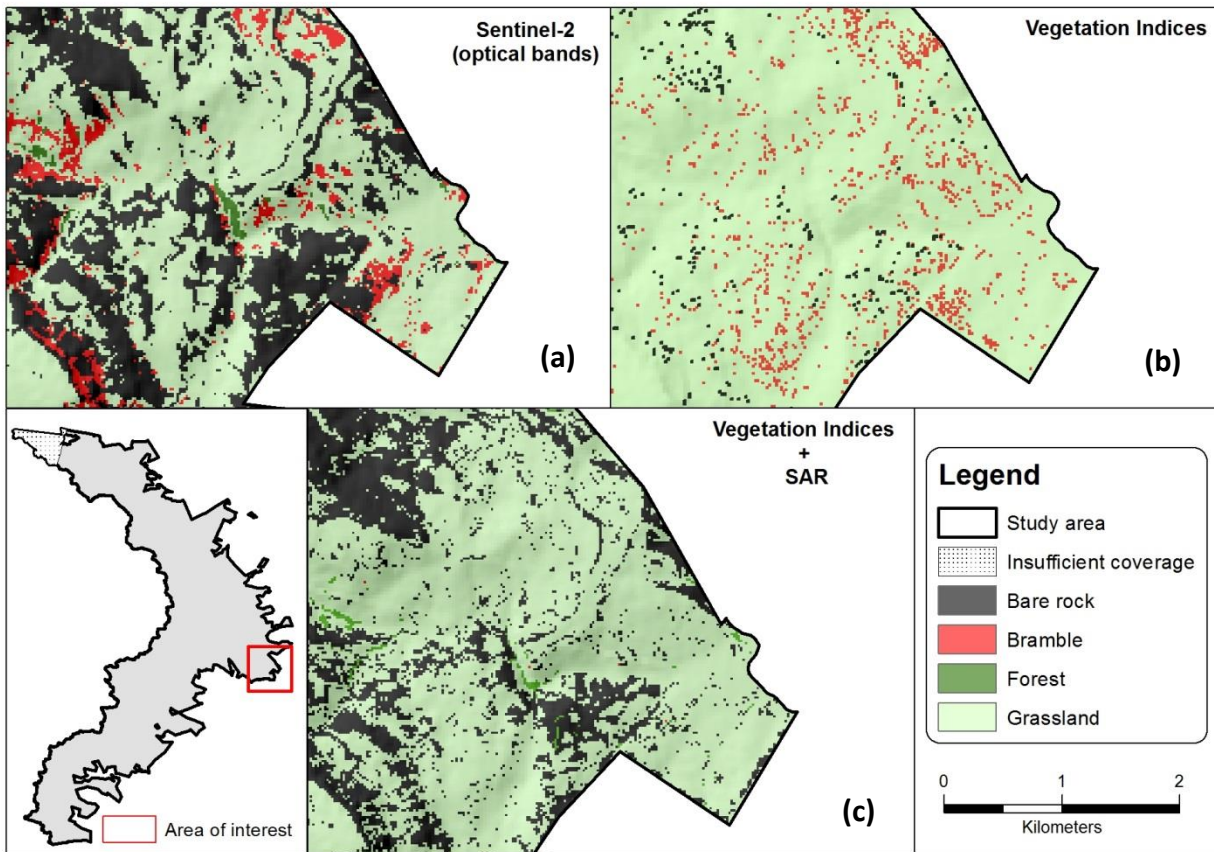 Sentinel-2
(optical bands)
(a)
Vegetation Indices
(b)
Area of interest
Vegetation Indices
+
SAR
(c)
Legend
Study area
Insufficient coverage
Bare rock
Bramble
Forest
Grassland
0 1 2
Kilometers